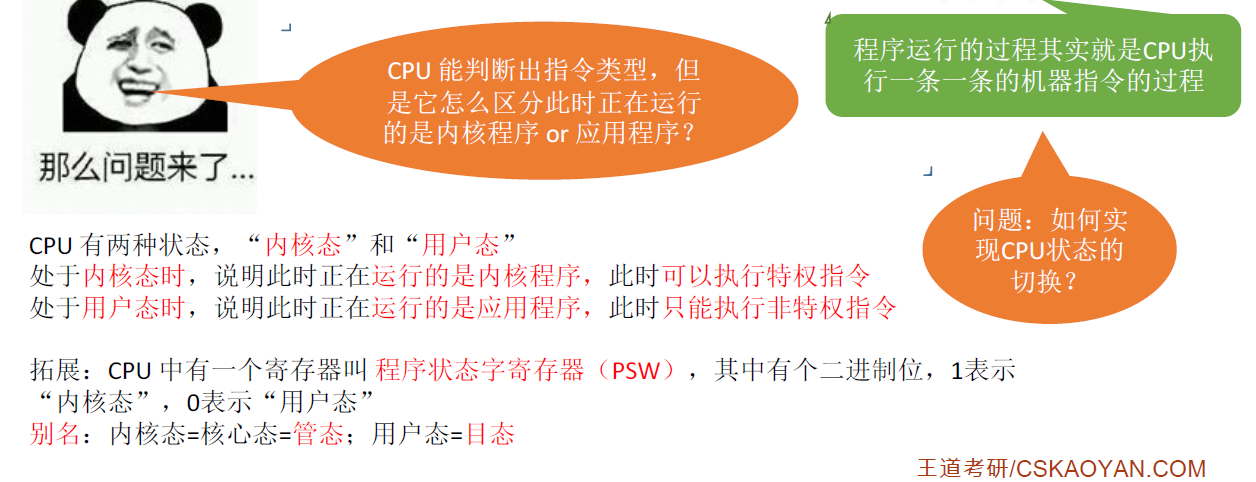 那么问题来了...
CPU 能判断出指令类型，但
是它怎么区分此时正在运行
的是内核程序 or 应用程序？
程序运行的过程其实就是CPU执
行一条一条的机器指令的过程
问题：如何实
现CPU状态的
切换？
CPU 有两种状态，“内核态”和“用户态”
处于内核态时，说明此时正在运行的是内核程序，此时可以执行特权指令
处于用户态时，说明此时正在运行的是应用程序，此时只能执行非特权指令
拓展：CPU 中有一个寄存器叫 程序状态字寄存器（PSW），其中有个二进制位，1表示
“内核态”，0表示“用户态”
别名：内核态=核心态=管态；用户态=目态
王道考研/CSKAOYAN.COM